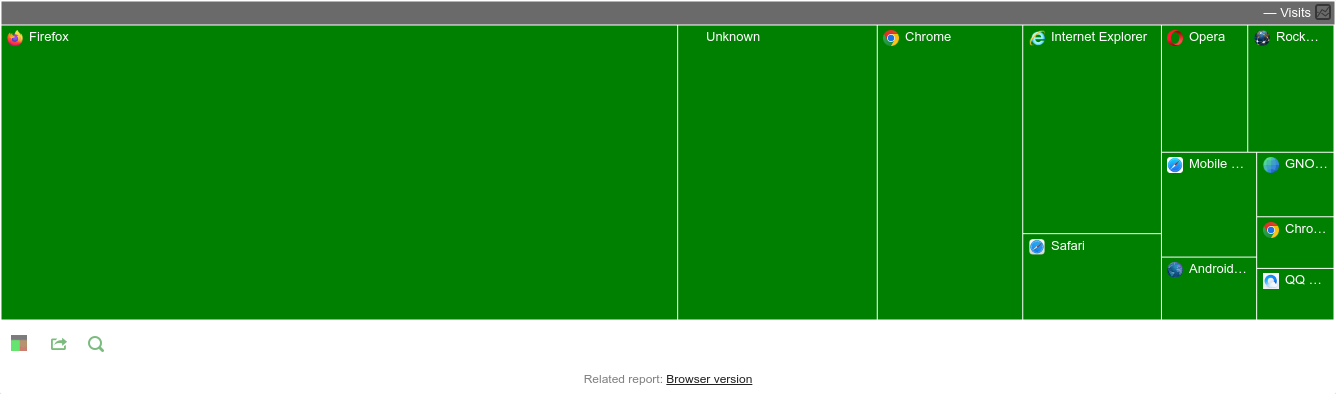 — Visits
Firefox
Unknown
Chrome
Internet Explorer
Opera
Rock…
Mobile …
GNO…
Chro…
Safari
Android…
QQ …
Related report: Browser version